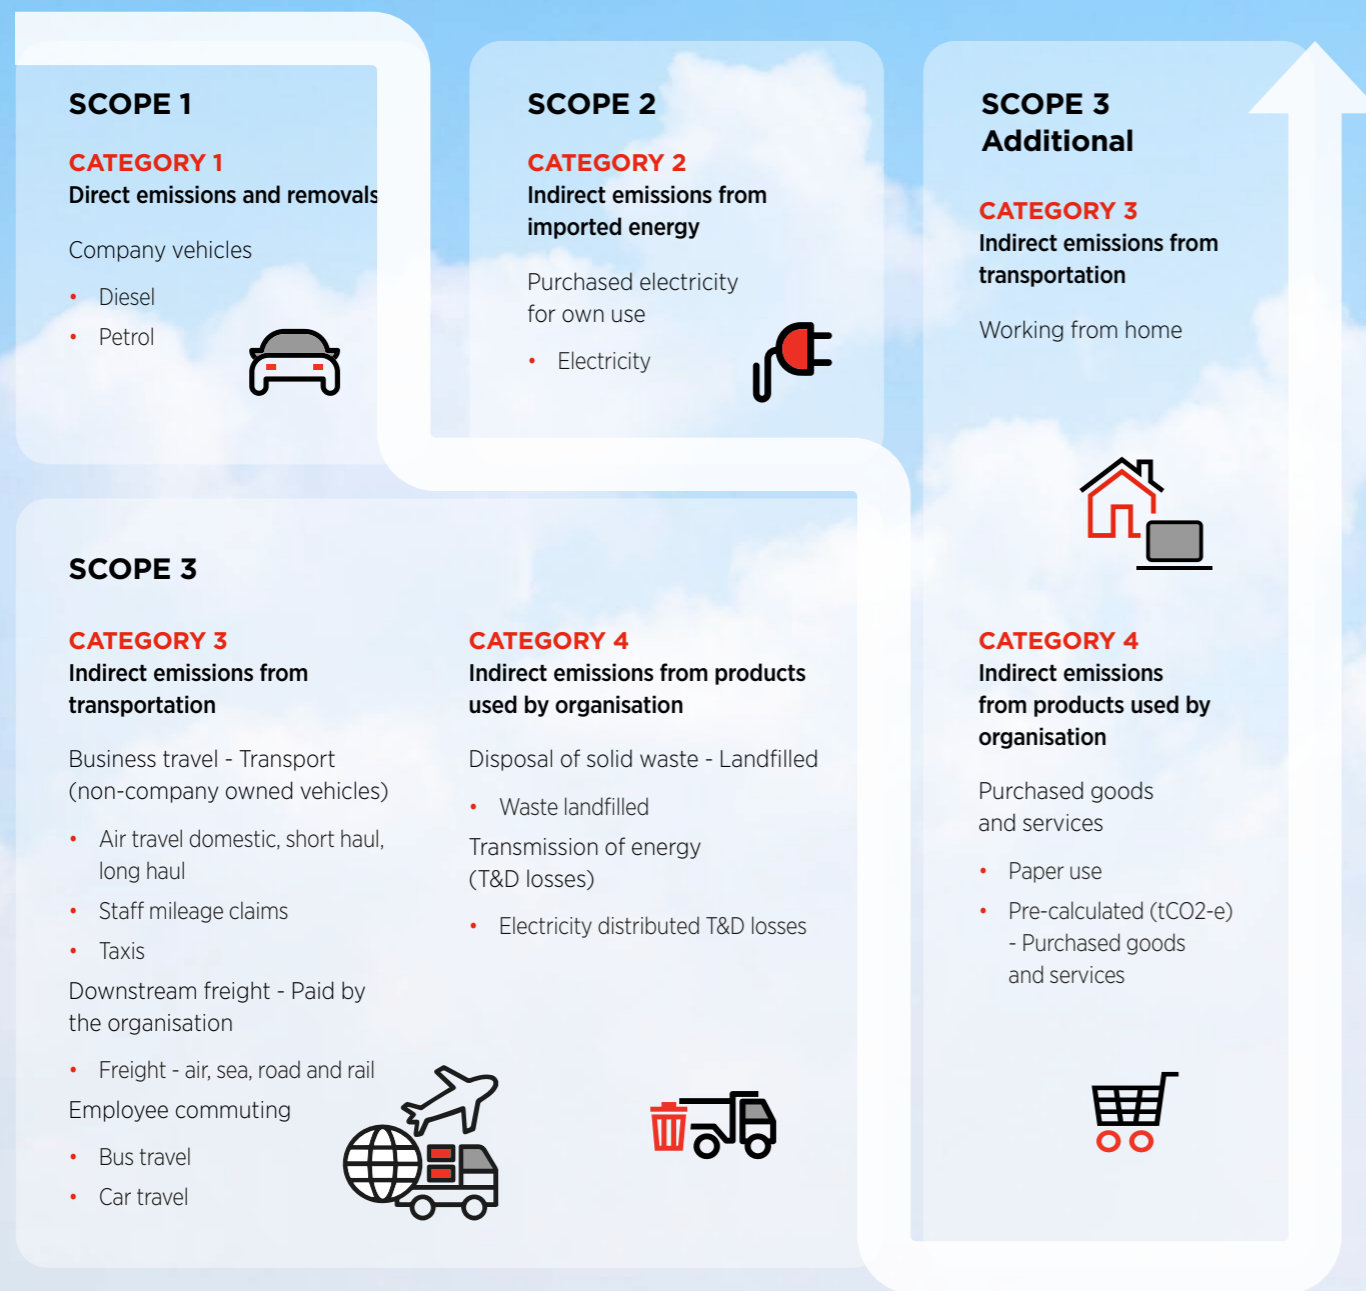 SCOPE 1
CATEGORY 1
Direct emissions and removals
Company vehicles
• Diesel
• Petrol
SCOPE 2
CATEGORY 2
Indirect emissions from
imported energy
Purchased electricity
for own use
• Electricity
SCOPE 3
CATEGORY 3
Indirect emissions from
transportation
Business travel - Transport
(non-company owned vehicles)
• Air travel domestic, short haul,
long haul
• Staff mileage claims
• Taxis
Downstream freight - Paid by
the organisation
• Freight - air, sea, road and rail
Employee commuting
• Bus travel
• Car travel
CATEGORY 4
Indirect emissions from products
used by organisation
Disposal of solid waste - Landfilled
• Waste landfilled
Transmission of energy
(T&D losses)
• Electricity distributed T&D losses
SCOPE 3
Additional
CATEGORY 3
Indirect emissions from
transportation
Working from home
CATEGORY 4
Indirect emissions
from products used by
organisation
Purchased goods
and services
• Paper use
• Pre-calculated (tCO2-e)
- Purchased goods
and services